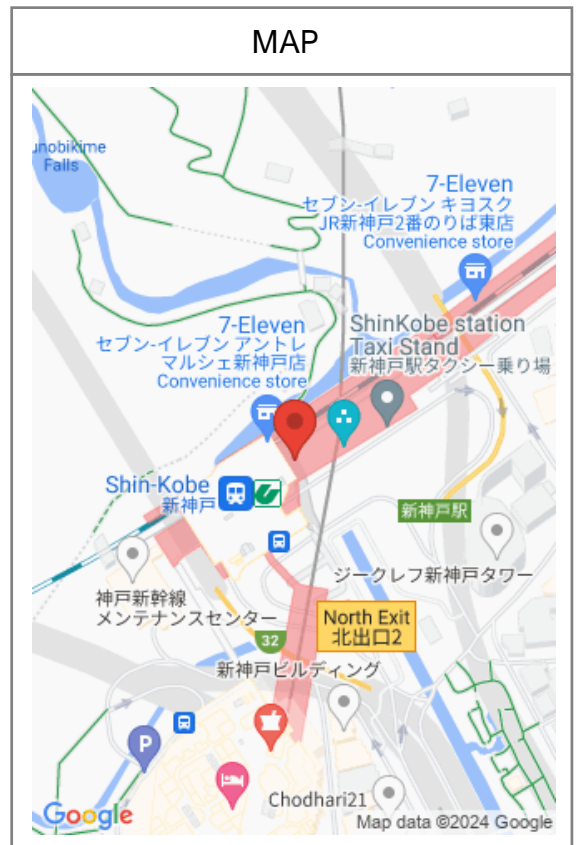 MAP
unobikime
Falls
7-Eleven
セブン-イレブン キヨスク
JR新神戸2番のりば東店
Convenience store
7-Eleven
セブン-イレブン アントレ
マルシェ新神戸店
Convenience store
ShinKobe station
Taxi Stand
新神戸駅タクシー乗り場
Shin-Kobe
新神戸
新神戸駅
ジークレフ新神戸タワー
神戸新幹線
メンテナンスセンター
North Exit
北出口2
32
新神戸ビルディング
P
Chodhari21
Google
Map data ©2024 Google